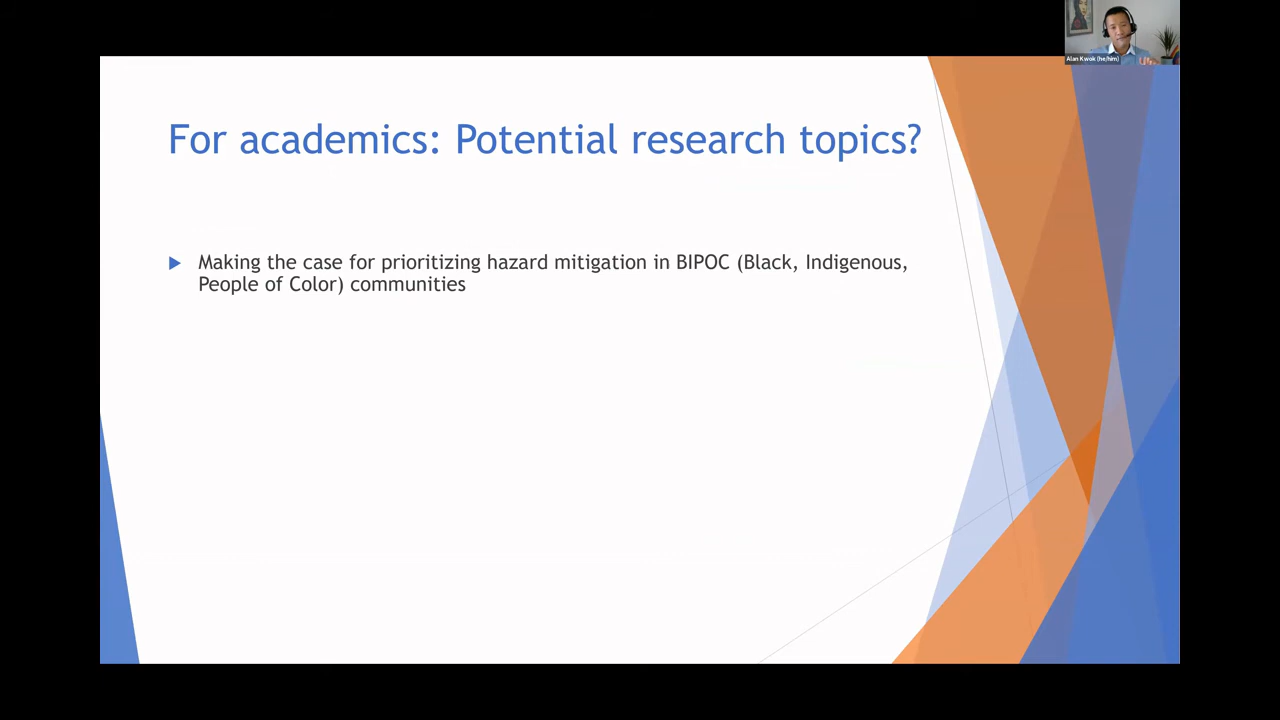 Alan Kwok (he/him)
For academics: Potential research topics?
Making the case for prioritizing hazard mitigation in BIPOC (Black, Indigenous,
People of Color) communities